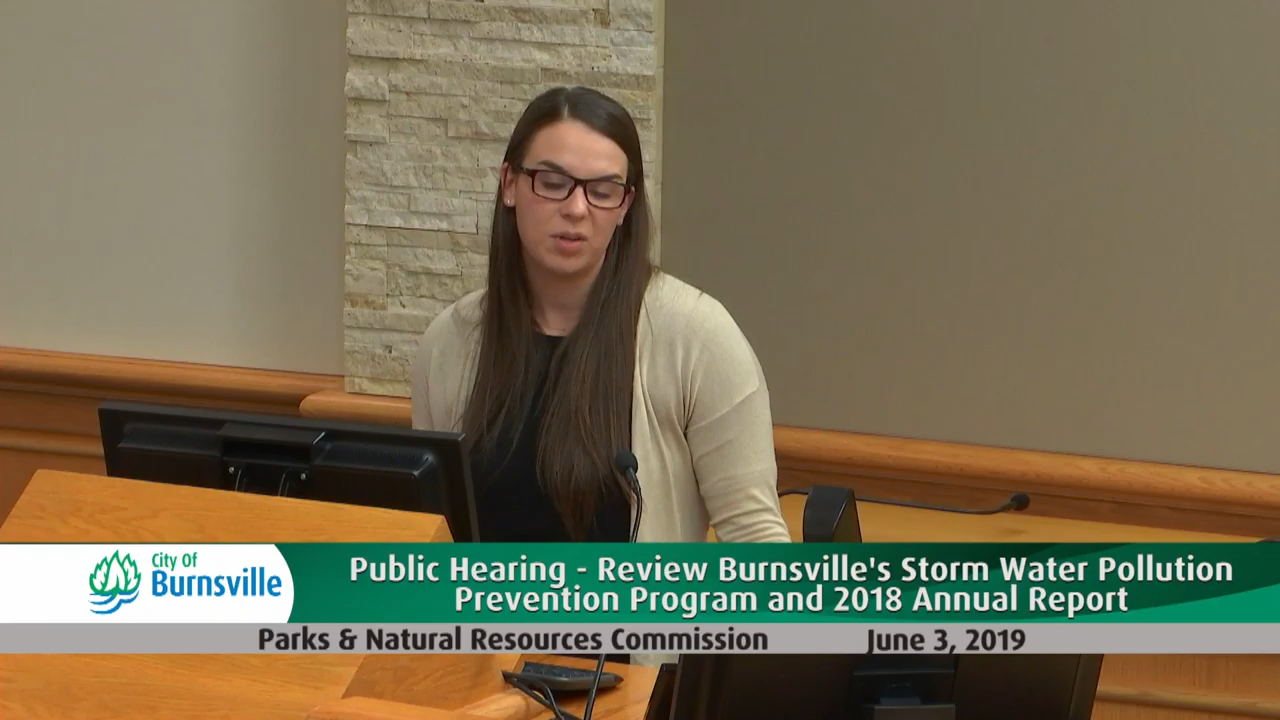 City Of
Burnsville
Public Hearing - Review Burnsville's Storm Water Pollution
Prevention Program and 2018 Annual Report
Parks & Natural Resources Commission June 3, 2019